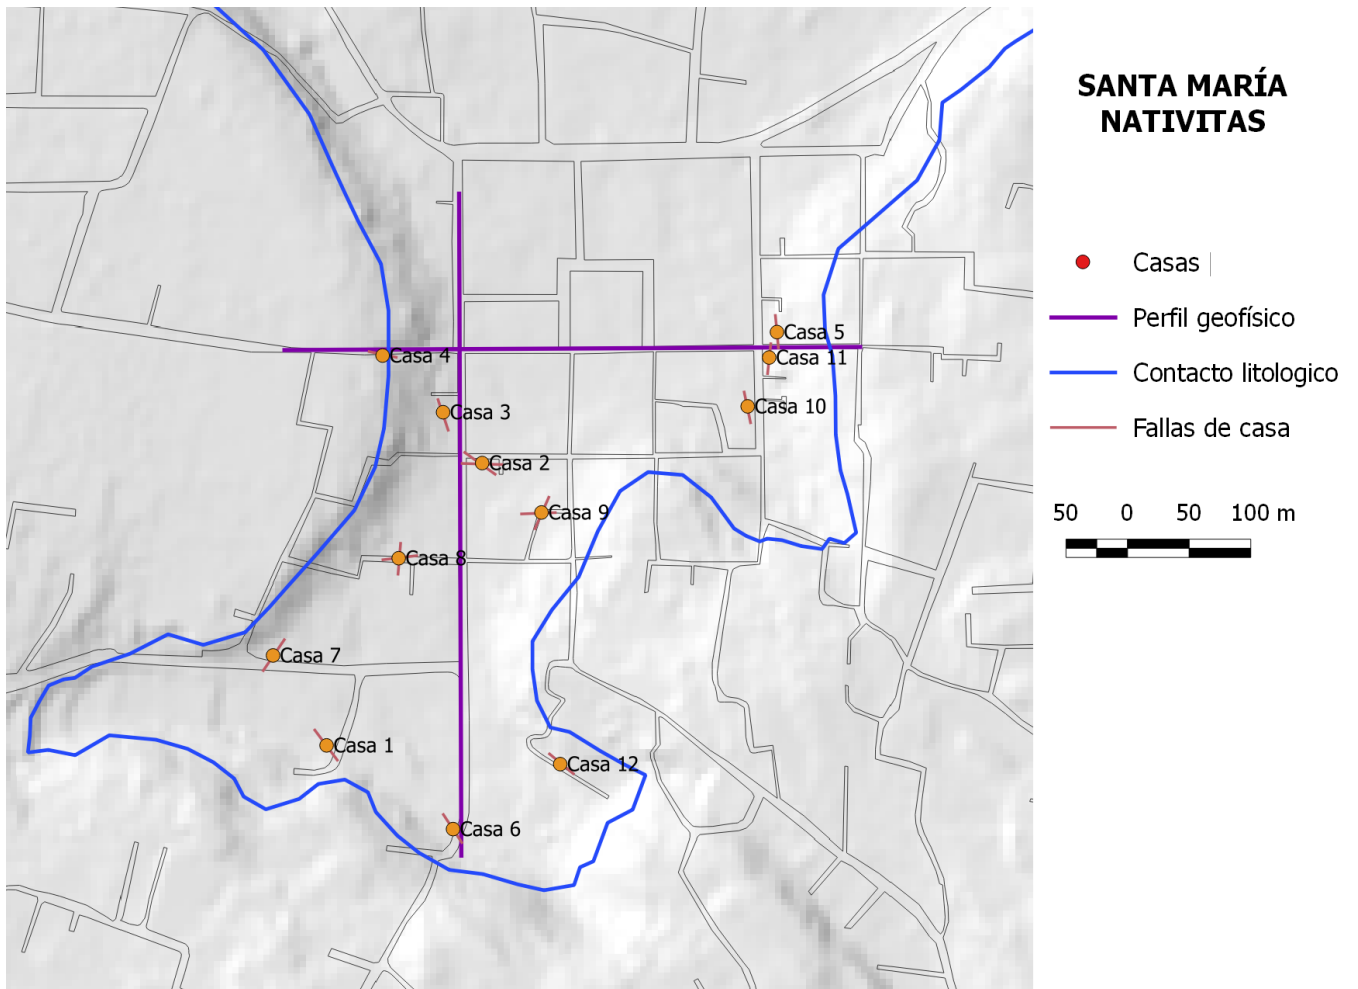 SANTA MARÍA
NATIVITAS
Casas
Perfil geofísico
Contacto litologico
Fallas de casa
50 0 50 100 m
Casa 5
Casa 4
Casa 11
Casa 3
Casa 10
Casa 2
Casa 9
Casa 8
Casa 7
Casa 1
Casa 12
Casa 6